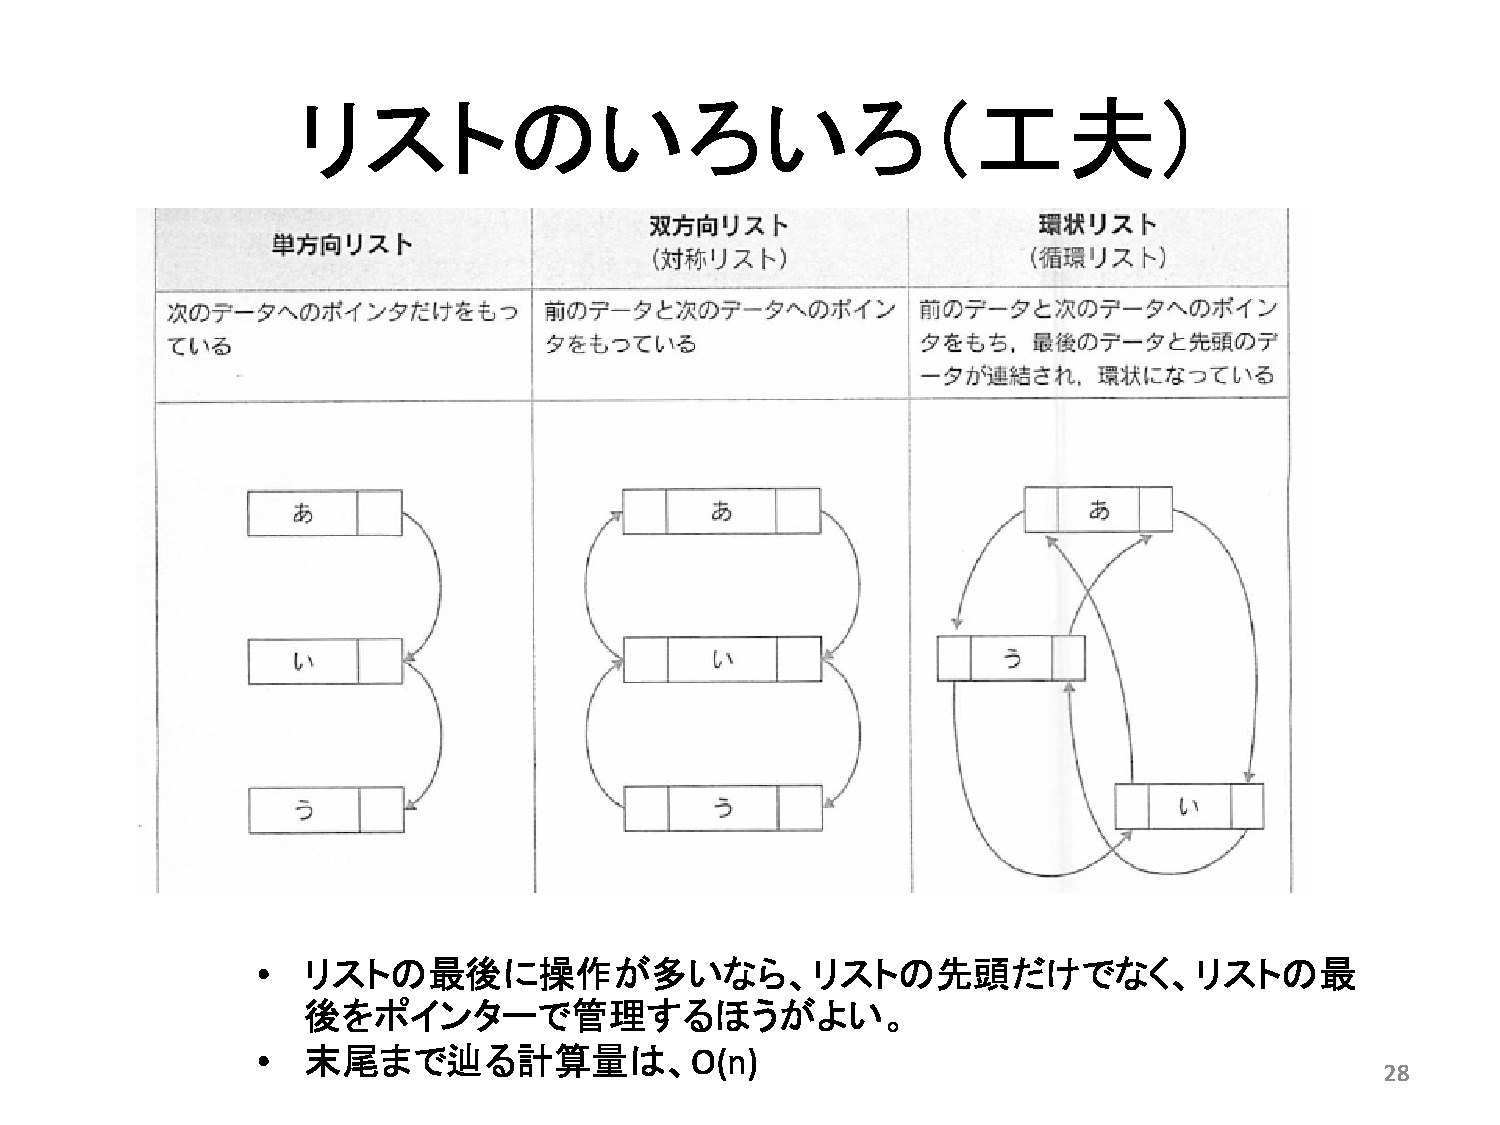 リストのいろいろ（工夫）
単方向リスト
双方向リスト
（対称リスト）
環状リスト
（循環リスト）
次のデータへのポインタだけをもっ
ている
前のデータと次のデータへのポイン
タをもっている
前のデータと次のデータへのポイン
タをもち，最後のデータと先頭のデ
ータが連結され，環状になっている
あ
い
う
あ
い
う
あ
う
い
• リストの最後に操作が多いなら、リストの先頭だけでなく、リストの最
後をポインターで管理するほうがよい。
• 末尾まで辿る計算量は、O(n)
28